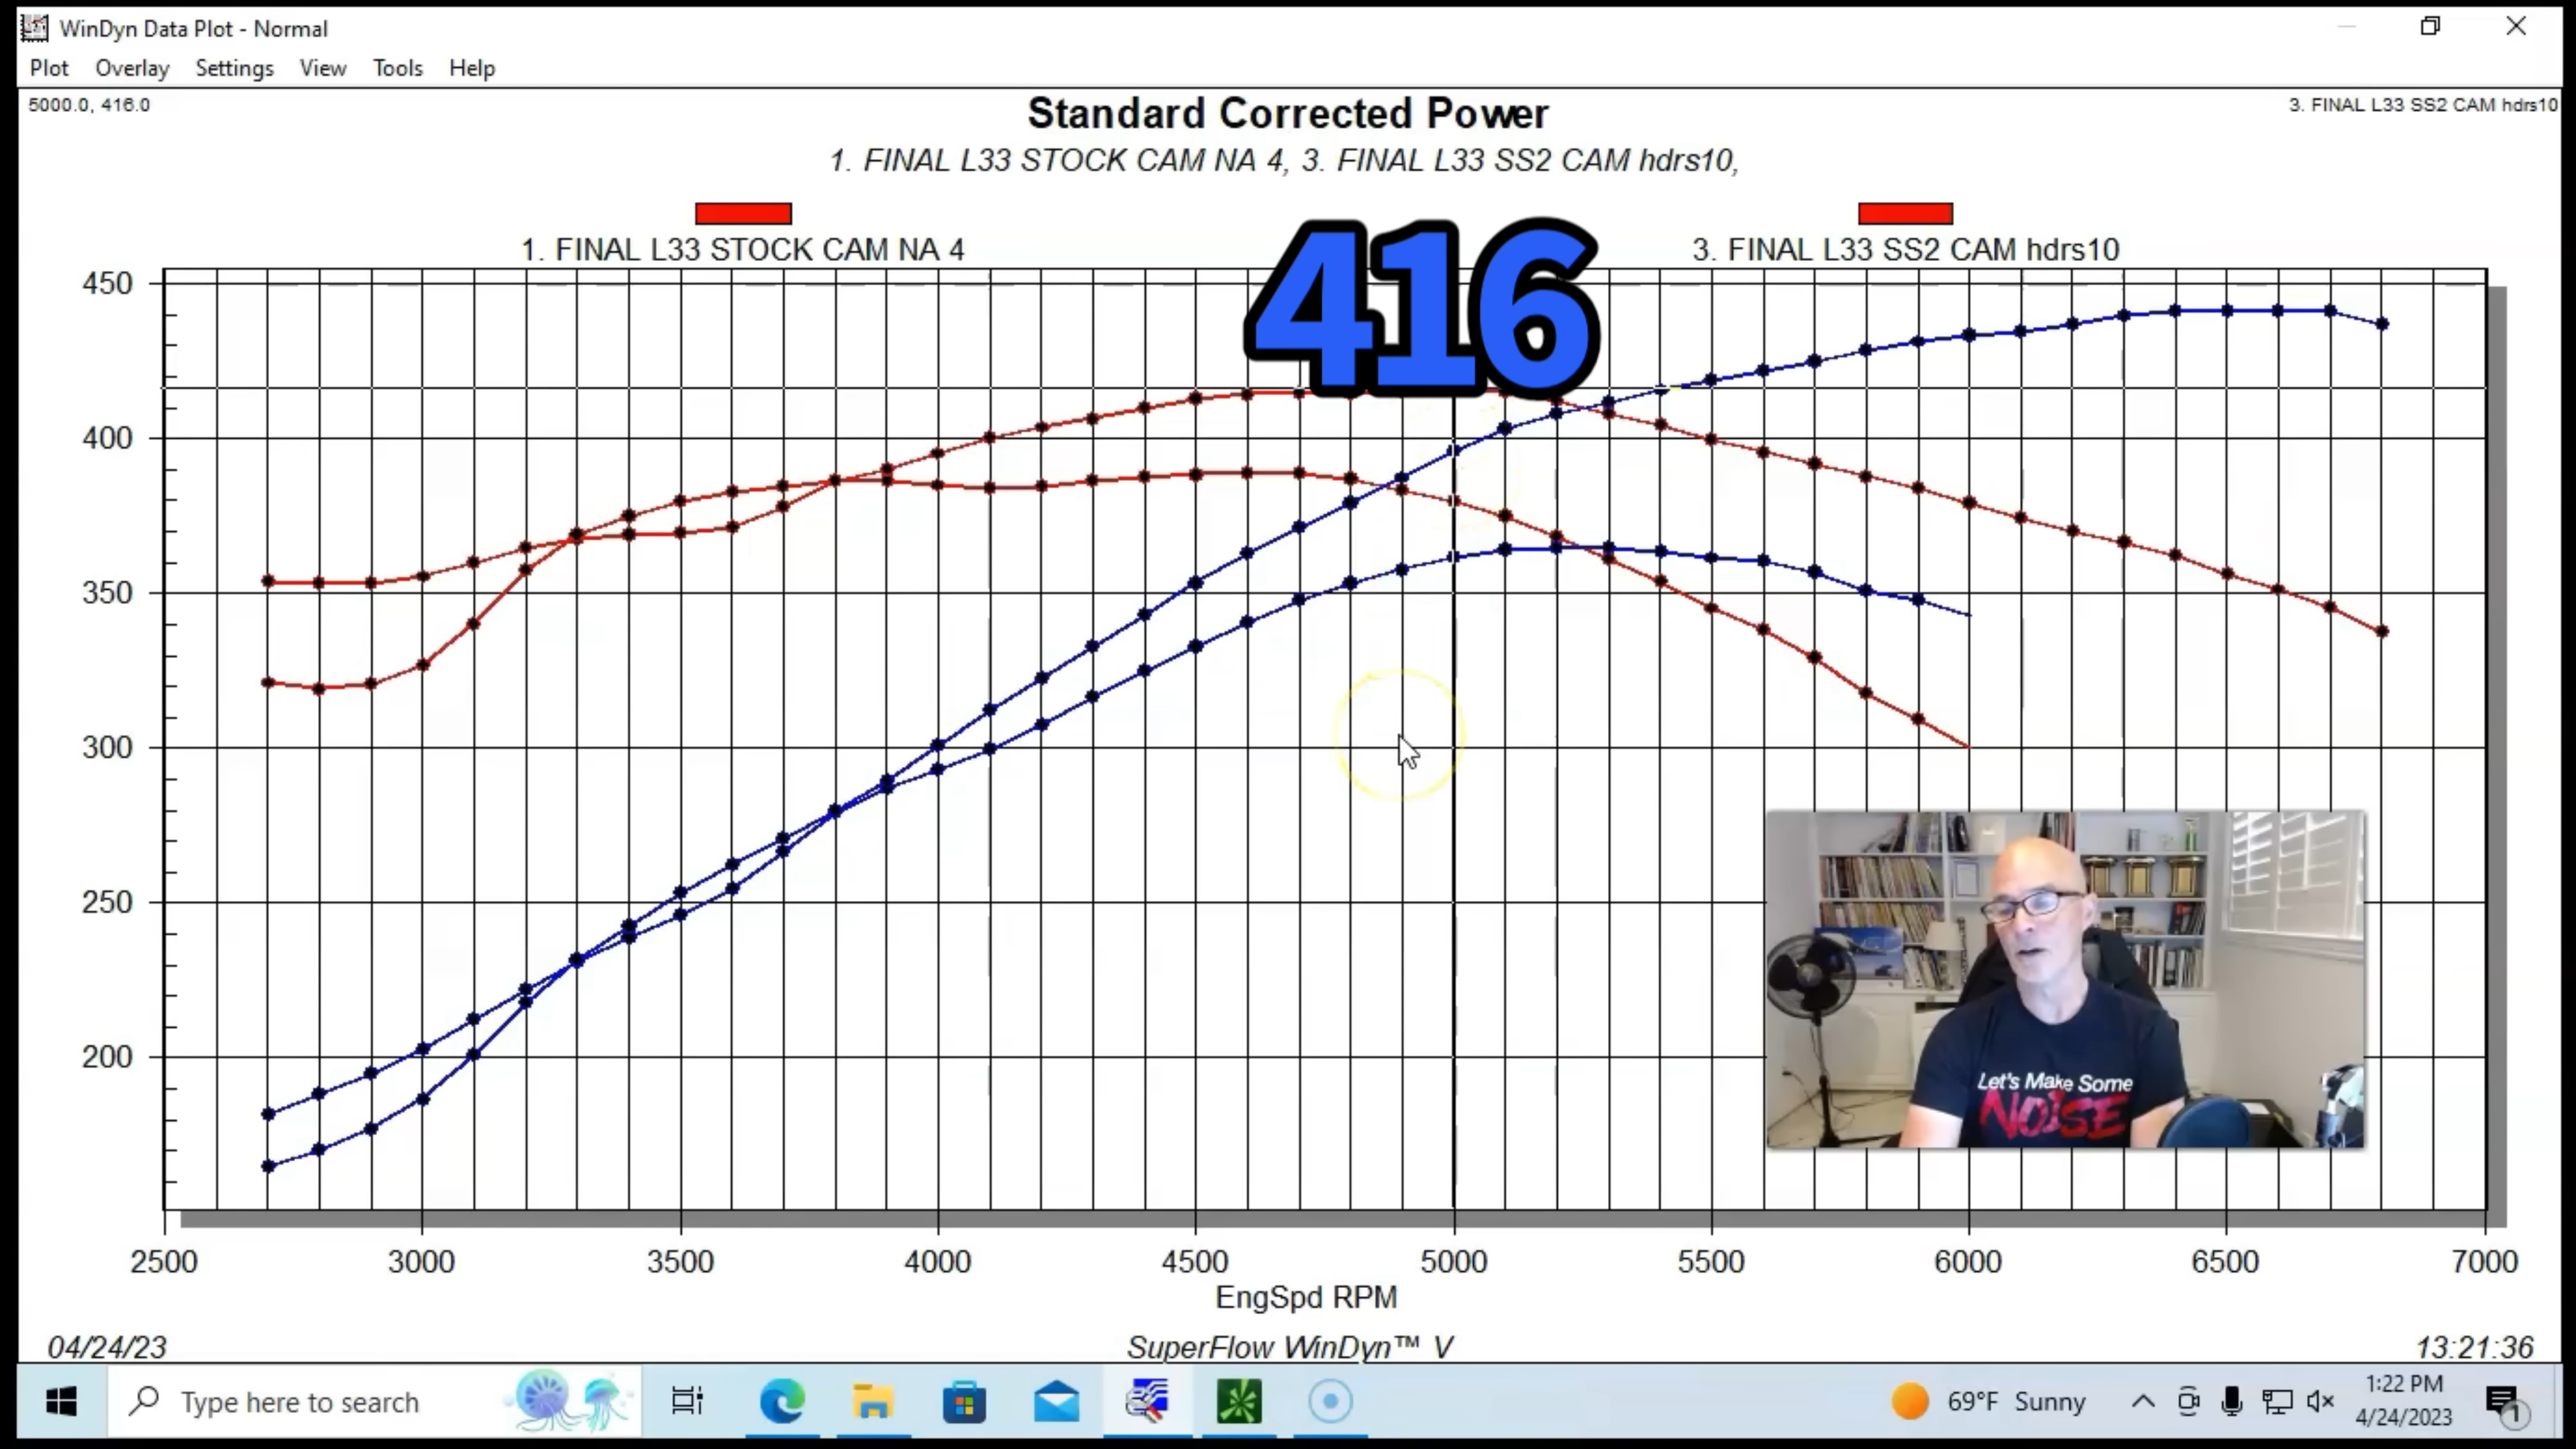 WinDyn Data Plot - Normal
Plot Overlay Settings View Tools Help
5000.0, 416.0
3. FINAL L33 SS2 CAM hdrs10
Standard Corrected Power
1. FINAL L33 STOCK CAM NA 4, 3. FINAL L33 SS2 CAM hdrs10,
1. FINAL L33 STOCK CAM NA 4
3. FINAL L33 SS2 CAM hdrs10
416
450
400
350
300
250
200
Let's Make Some
NOISE
2500 3000 3500 4000 4500 5000 5500 6000 6500 7000
EngSpd RPM
04/24/23
SuperFlow WinDyn™ V
13:21:36
Type here to search
69°F Sunny
1:22 PM
4/24/2023
1